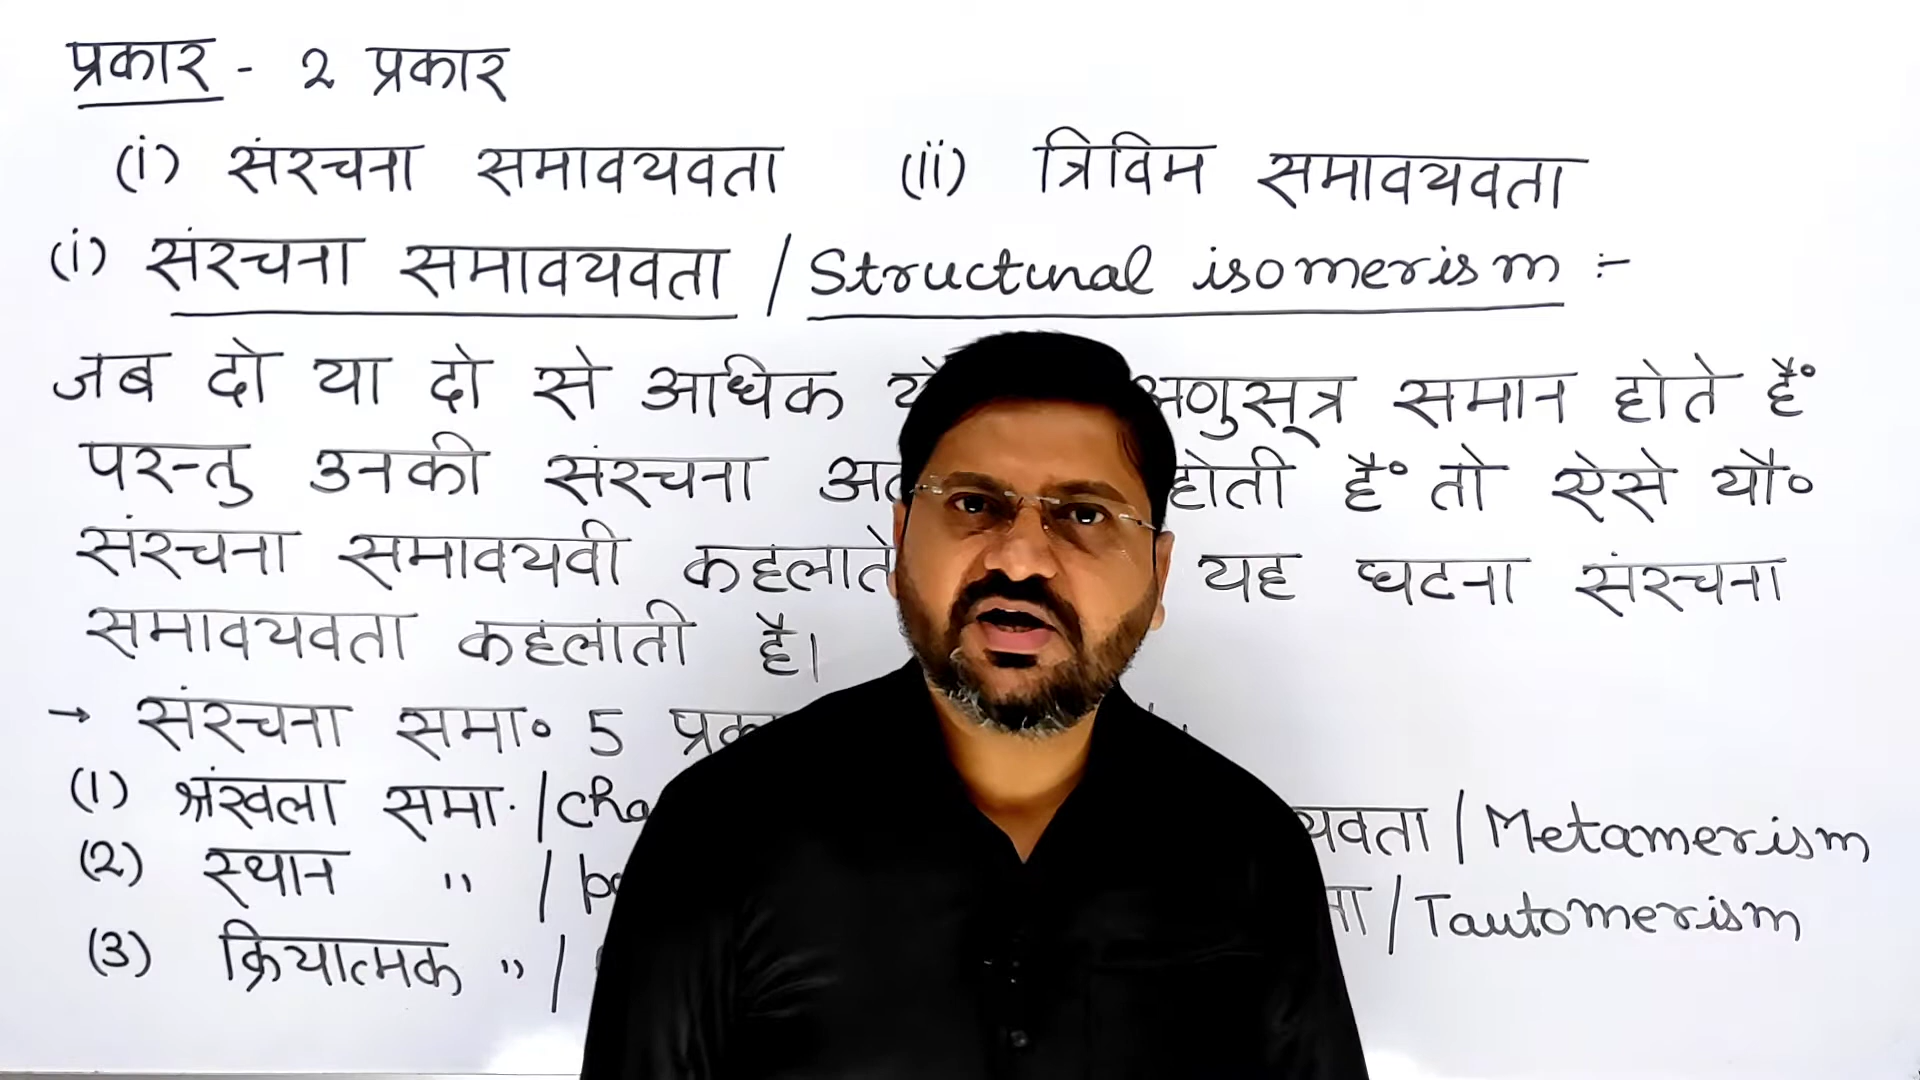 प्रकार - 2 प्रकार
(i) संरचना समावयवता (ii) त्रिविम समावयवता
(i) संरचना समावयवता / Structural isomerism :-
जब दो या दो से अधिक अणुसूत्र समान होते हैं
परन्तु उनकी संरचना होती हैं तो ऐसे यौ०
संरचना समावयवी कहलाते यह घटना संरचना
समावयवता कहलाती है।
→ संरचना समा० 5
(1) श्रंखला समा. / / Metamerism
(2) स्थान " / / Tautomerism
(3) क्रियात्मक " /